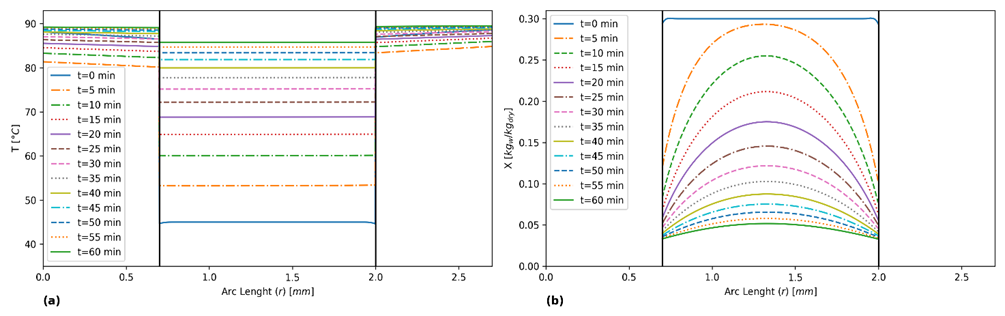 90
80
70
60
50
40
T [°C]
t=0 min
t=5 min
t=10 min
t=15 min
t=20 min
t=25 min
t=30 min
t=35 min
t=40 min
t=45 min
t=50 min
t=55 min
t=60 min
0.0 0.5 1.0 1.5 2.0 2.5
Arc Lenght (r) [mm]
(a)
0.30
0.25
0.20
0.15
0.10
0.05
0.00
X [kg_w/kg_dry]
t=0 min
t=5 min
t=10 min
t=15 min
t=20 min
t=25 min
t=30 min
t=35 min
t=40 min
t=45 min
t=50 min
t=55 min
t=60 min
0.0 0.5 1.0 1.5 2.0 2.5
Arc Lenght (r) [mm]
(b)